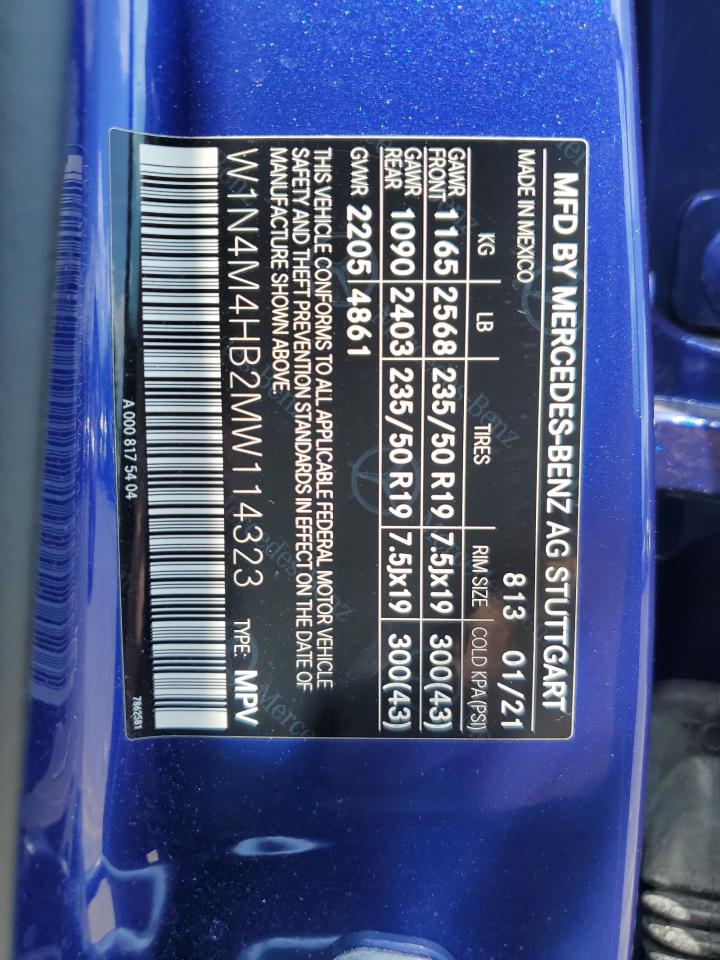 MFD BY MERCEDES-BENZ AG STUTTGART
MADE IN MEXICO 813 01/21
KG LB TIRES RIM SIZE COLD KPA(PSI)
GAWR FRONT 1165 2568 235/50 R19 7.5Jx19 300(43)
GAWR REAR 1090 2403 235/50 R19 7.5Jx19 300(43)
GVWR 2205 4861
THIS VEHICLE CONFORMS TO ALL APPLICABLE FEDERAL MOTOR VEHICLE
SAFETY AND THEFT PREVENTION STANDARDS IN EFFECT ON THE DATE OF
MANUFACTURE SHOWN ABOVE.
W1N4M4HB2MW114323 TYPE: MPV
A 000 817 54 04 7862581